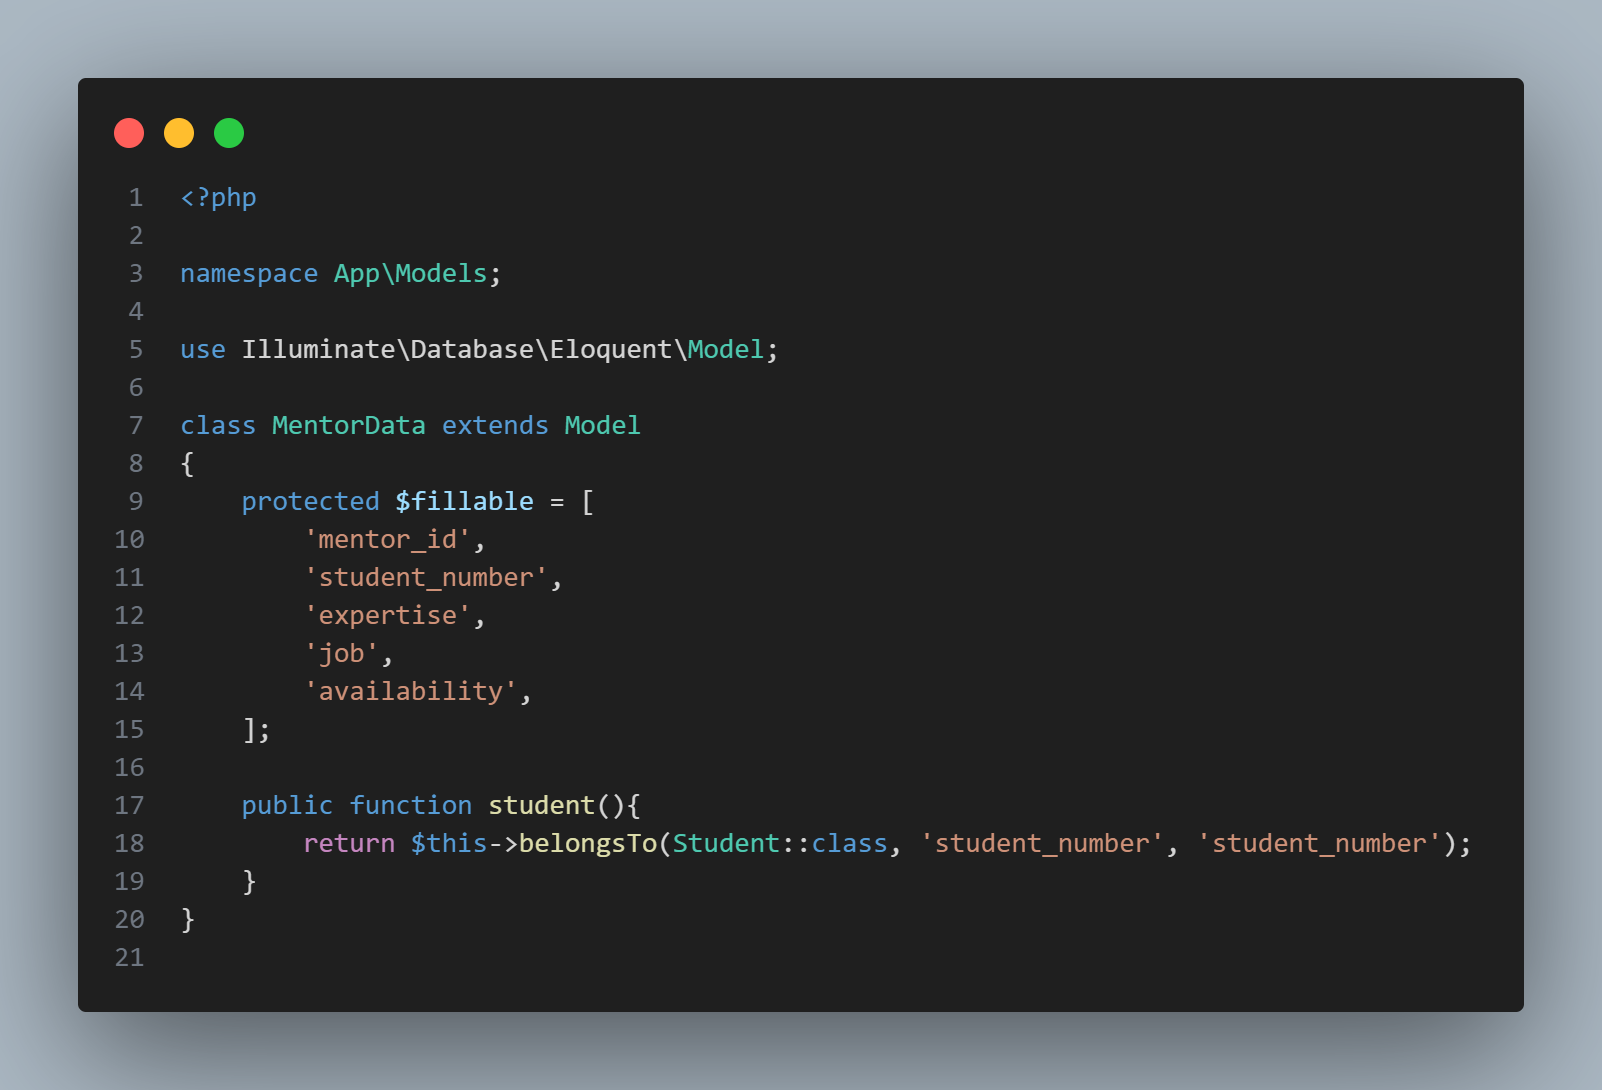 1 <?php
2
3 namespace App\Models;
4
5 use Illuminate\Database\Eloquent\Model;
6
7 class MentorData extends Model
8 {
9     protected $fillable = [
10         'mentor_id',
11         'student_number',
12         'expertise',
13         'job',
14         'availability',
15     ];
16
17     public function student(){
18         return $this->belongsTo(Student::class, 'student_number', 'student_number');
19     }
20 }
21